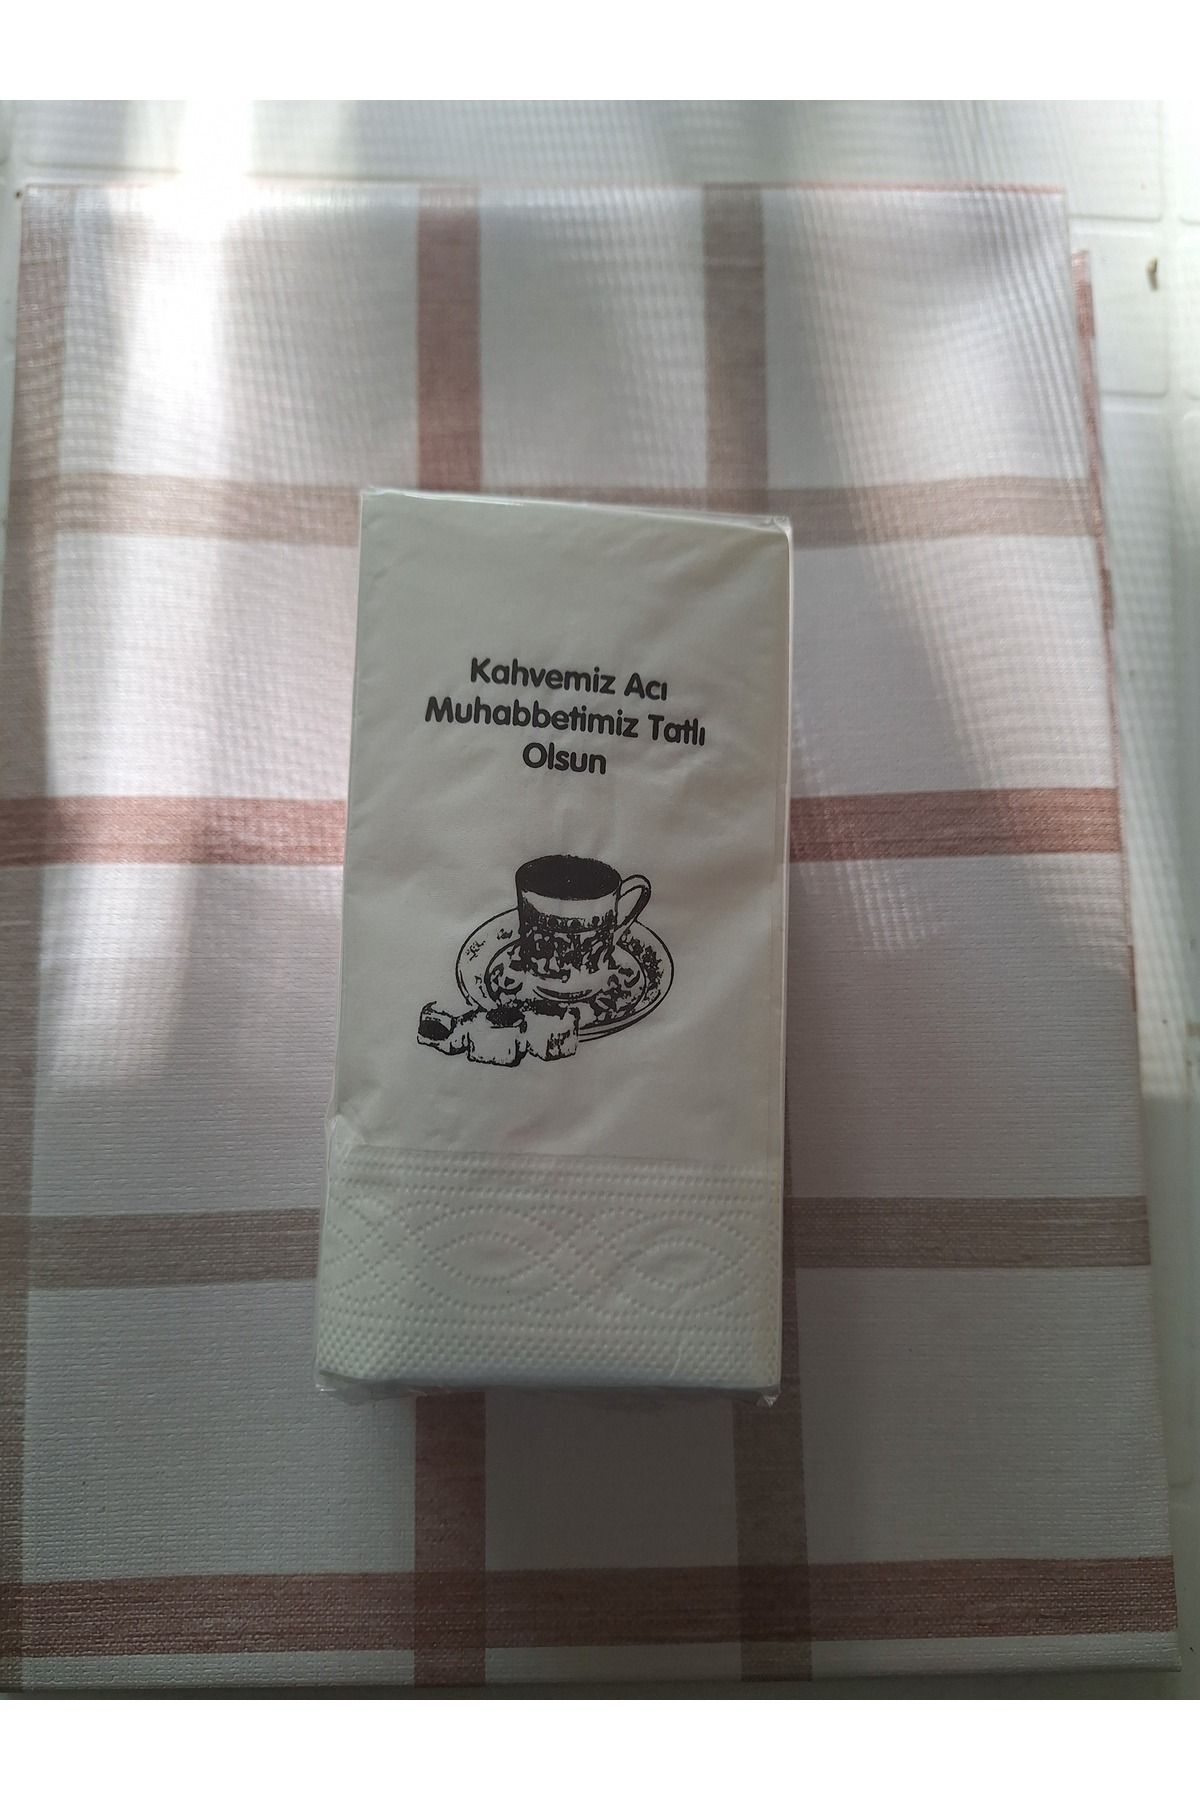 Kahvemiz Acı
Muhabbetimiz Tatlı
Olsun